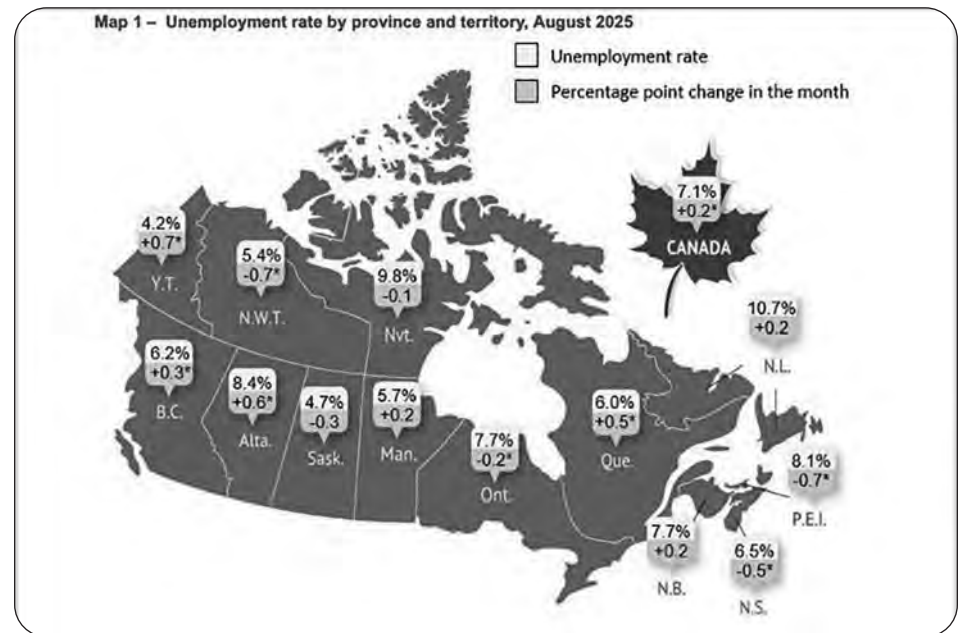 Map 1 – Unemployment rate by province and territory, August 2025
Unemployment rate
Percentage point change in the month
7.1%
+0.2*
CANADA
4.2%
+0.7*
Y.T.
5.4%
-0.7*
N.W.T.
9.8%
-0.1
Nvt.
10.7%
+0.2
N.L.
6.2%
+0.3*
B.C.
8.4%
+0.6*
Alta.
4.7%
-0.3
Sask.
5.7%
+0.2
Man.
7.7%
-0.2*
Ont.
6.0%
+0.5*
Que.
8.1%
-0.7*
P.E.I.
7.7%
+0.2
N.B.
6.5%
-0.5*
N.S.